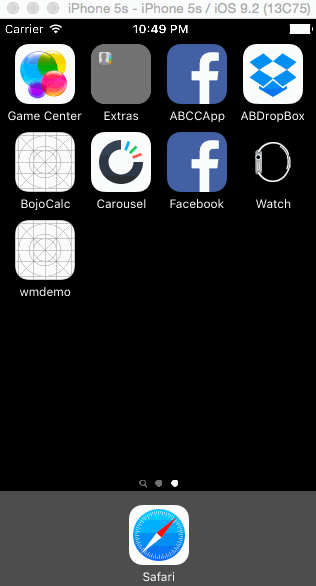 iPhone 5s - iPhone 5s / iOS 9.2 (13C75)
Carrier 10:49 PM
Game Center Extras ABCCApp ABDropBox
BojoCalc Carousel Facebook Watch
wmdemo
Safari